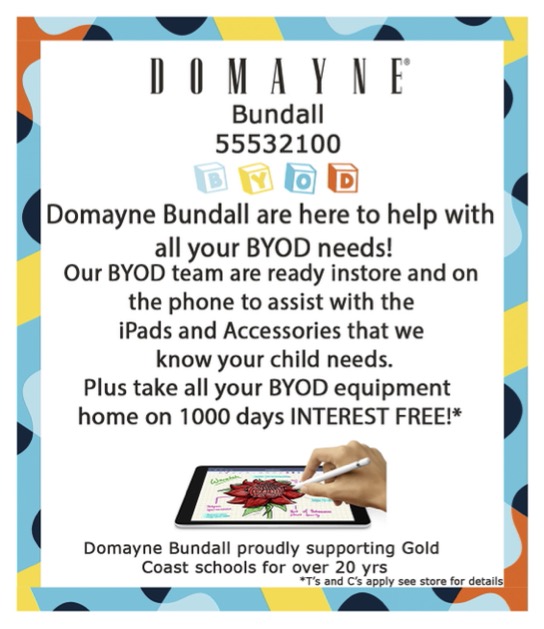 DOMAYNE®
Bundall
55532100
BYOD
Domayne Bundall are here to help with
all your BYOD needs!
Our BYOD team are ready instore and on
the phone to assist with the
iPads and Accessories that we
know your child needs.
Plus take all your BYOD equipment
home on 1000 days INTEREST FREE!*
Waratah
Domayne Bundall proudly supporting Gold
Coast schools for over 20 yrs
*T's and C's apply see store for details